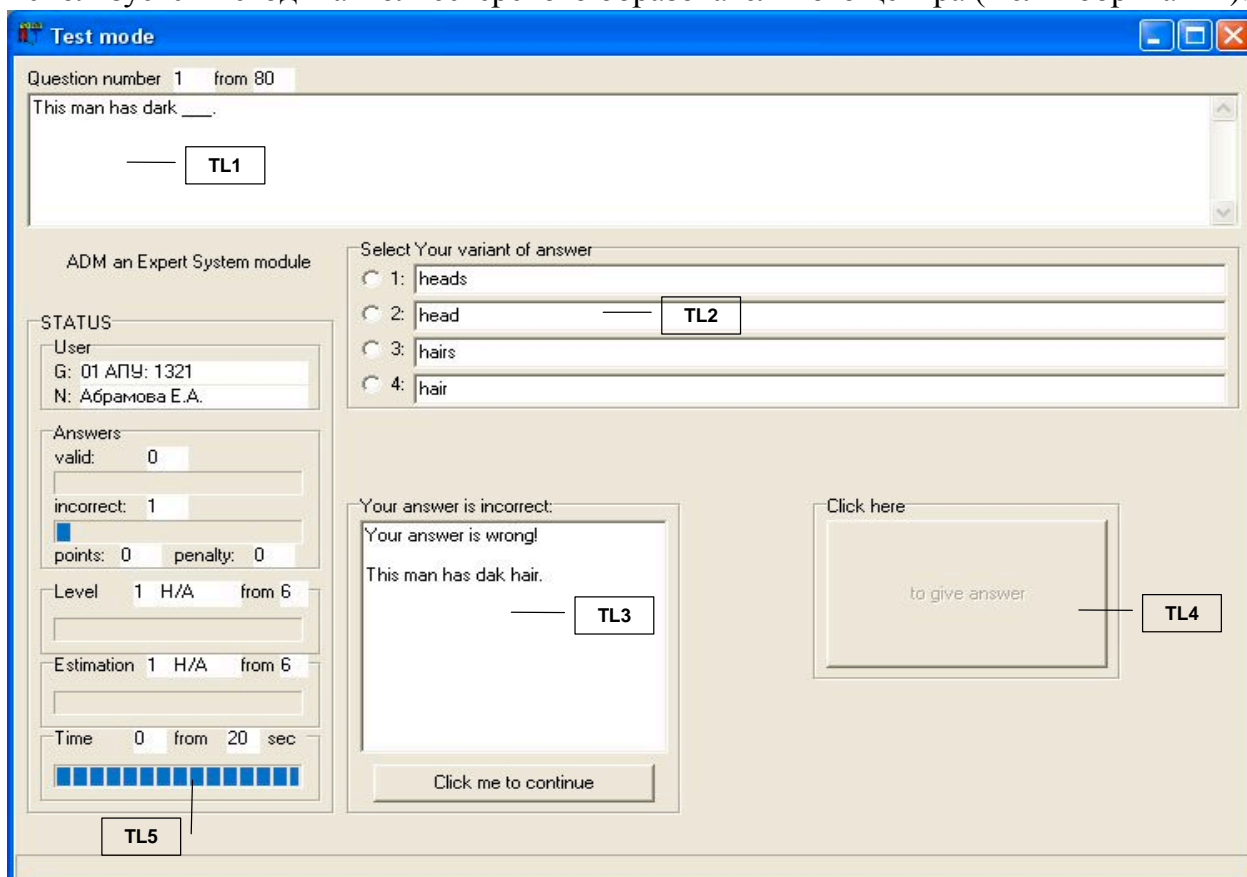 Test mode
Question number 1 from 80
This man has dark ___.
TL1
ADM an Expert System module
Select Your variant of answer
1: heads
2: head
TL2
3: hairs
4: hair
STATUS
User
G: 01 АПУ: 1321
N: Абрамова Е.А.
Answers
valid: 0
incorrect: 1
points: 0 penalty: 0
Level 1 H/A from 6
Estimation 1 H/A from 6
Time 0 from 20 sec
TL5
Your answer is incorrect:
Your answer is wrong!
This man has dak hair.
TL3
Click me to continue
Click here
to give answer
TL4